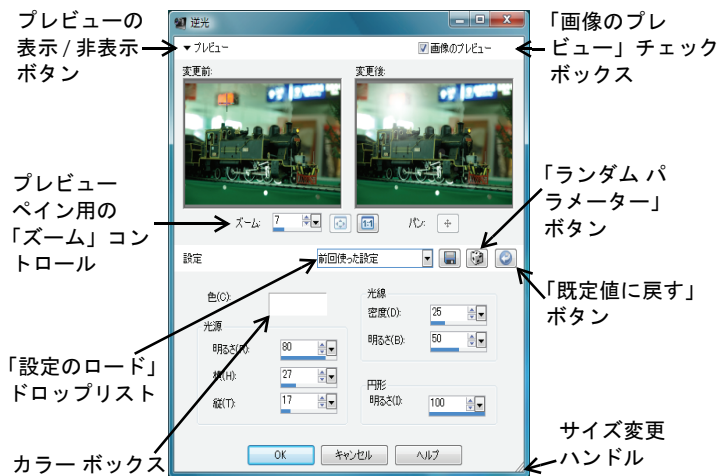 プレビューの
表示 / 非表示
ボタン
「画像のプレ
ビュー」チェック
ボックス
逆光
プレビュー
画像のプレビュー
変更前:
変更後:
プレビュー
ペイン用の
「ズーム」コン
トロール
「ランダム パ
ラメーター」
ボタン
ズーム: 7
1:1
パン:
設定
前回使った設定
「既定値に戻す」
ボタン
色(C):
光源
明るさ(R): 80
横(H): 27
縦(T): 17
光線
密度(D): 25
明るさ(B): 50
円形
明るさ(I): 100
「設定のロード」
ドロップリスト
カラー ボックス
OK
キャンセル
ヘルプ
サイズ変更
ハンドル